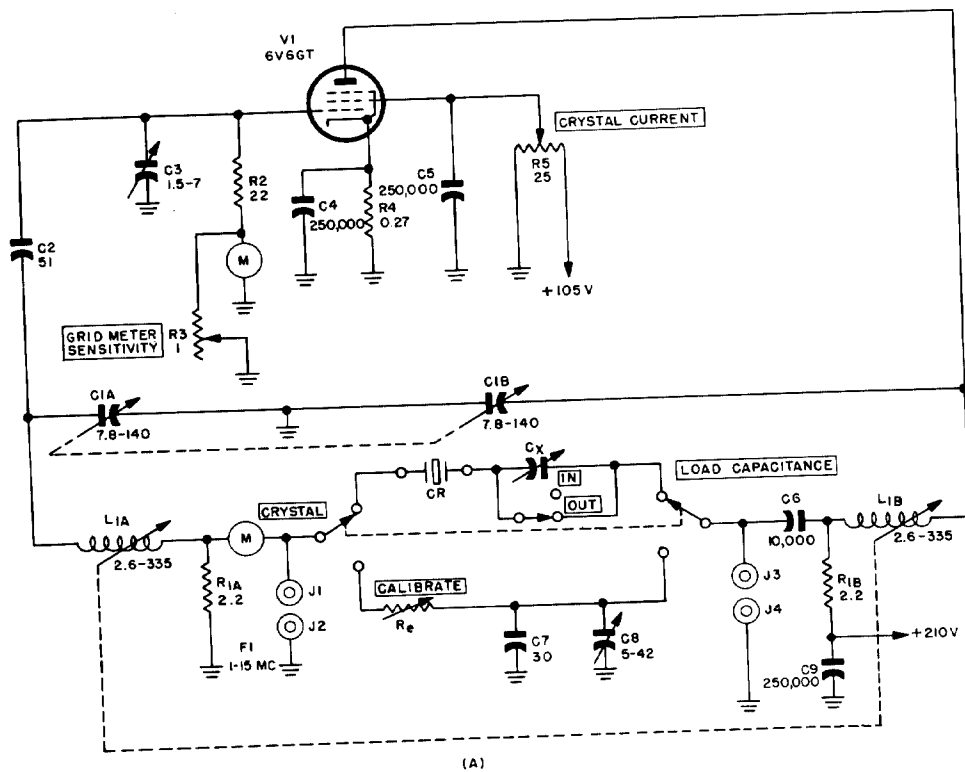 V1
6V6GT
CRYSTAL CURRENT
C3
1.5-7
R2
22
C4
250,000
C5
250,000
R4
0.27
R5
25
C2
51
M
+105V
GRID METER
SENSITIVITY
R3
1
C1A
7.8-140
C1B
7.8-140
CX
IN
OUT
CR
LOAD CAPACITANCE
CRYSTAL
C6
10,000
L1A
2.6-335
L1B
2.6-335
M
R1A
2.2
J1
J2
CALIBRATE
Re
J3
J4
R1B
2.2
F1
1-15 MC
C7
30
C8
5-42
+210V
C9
250,000
(A)